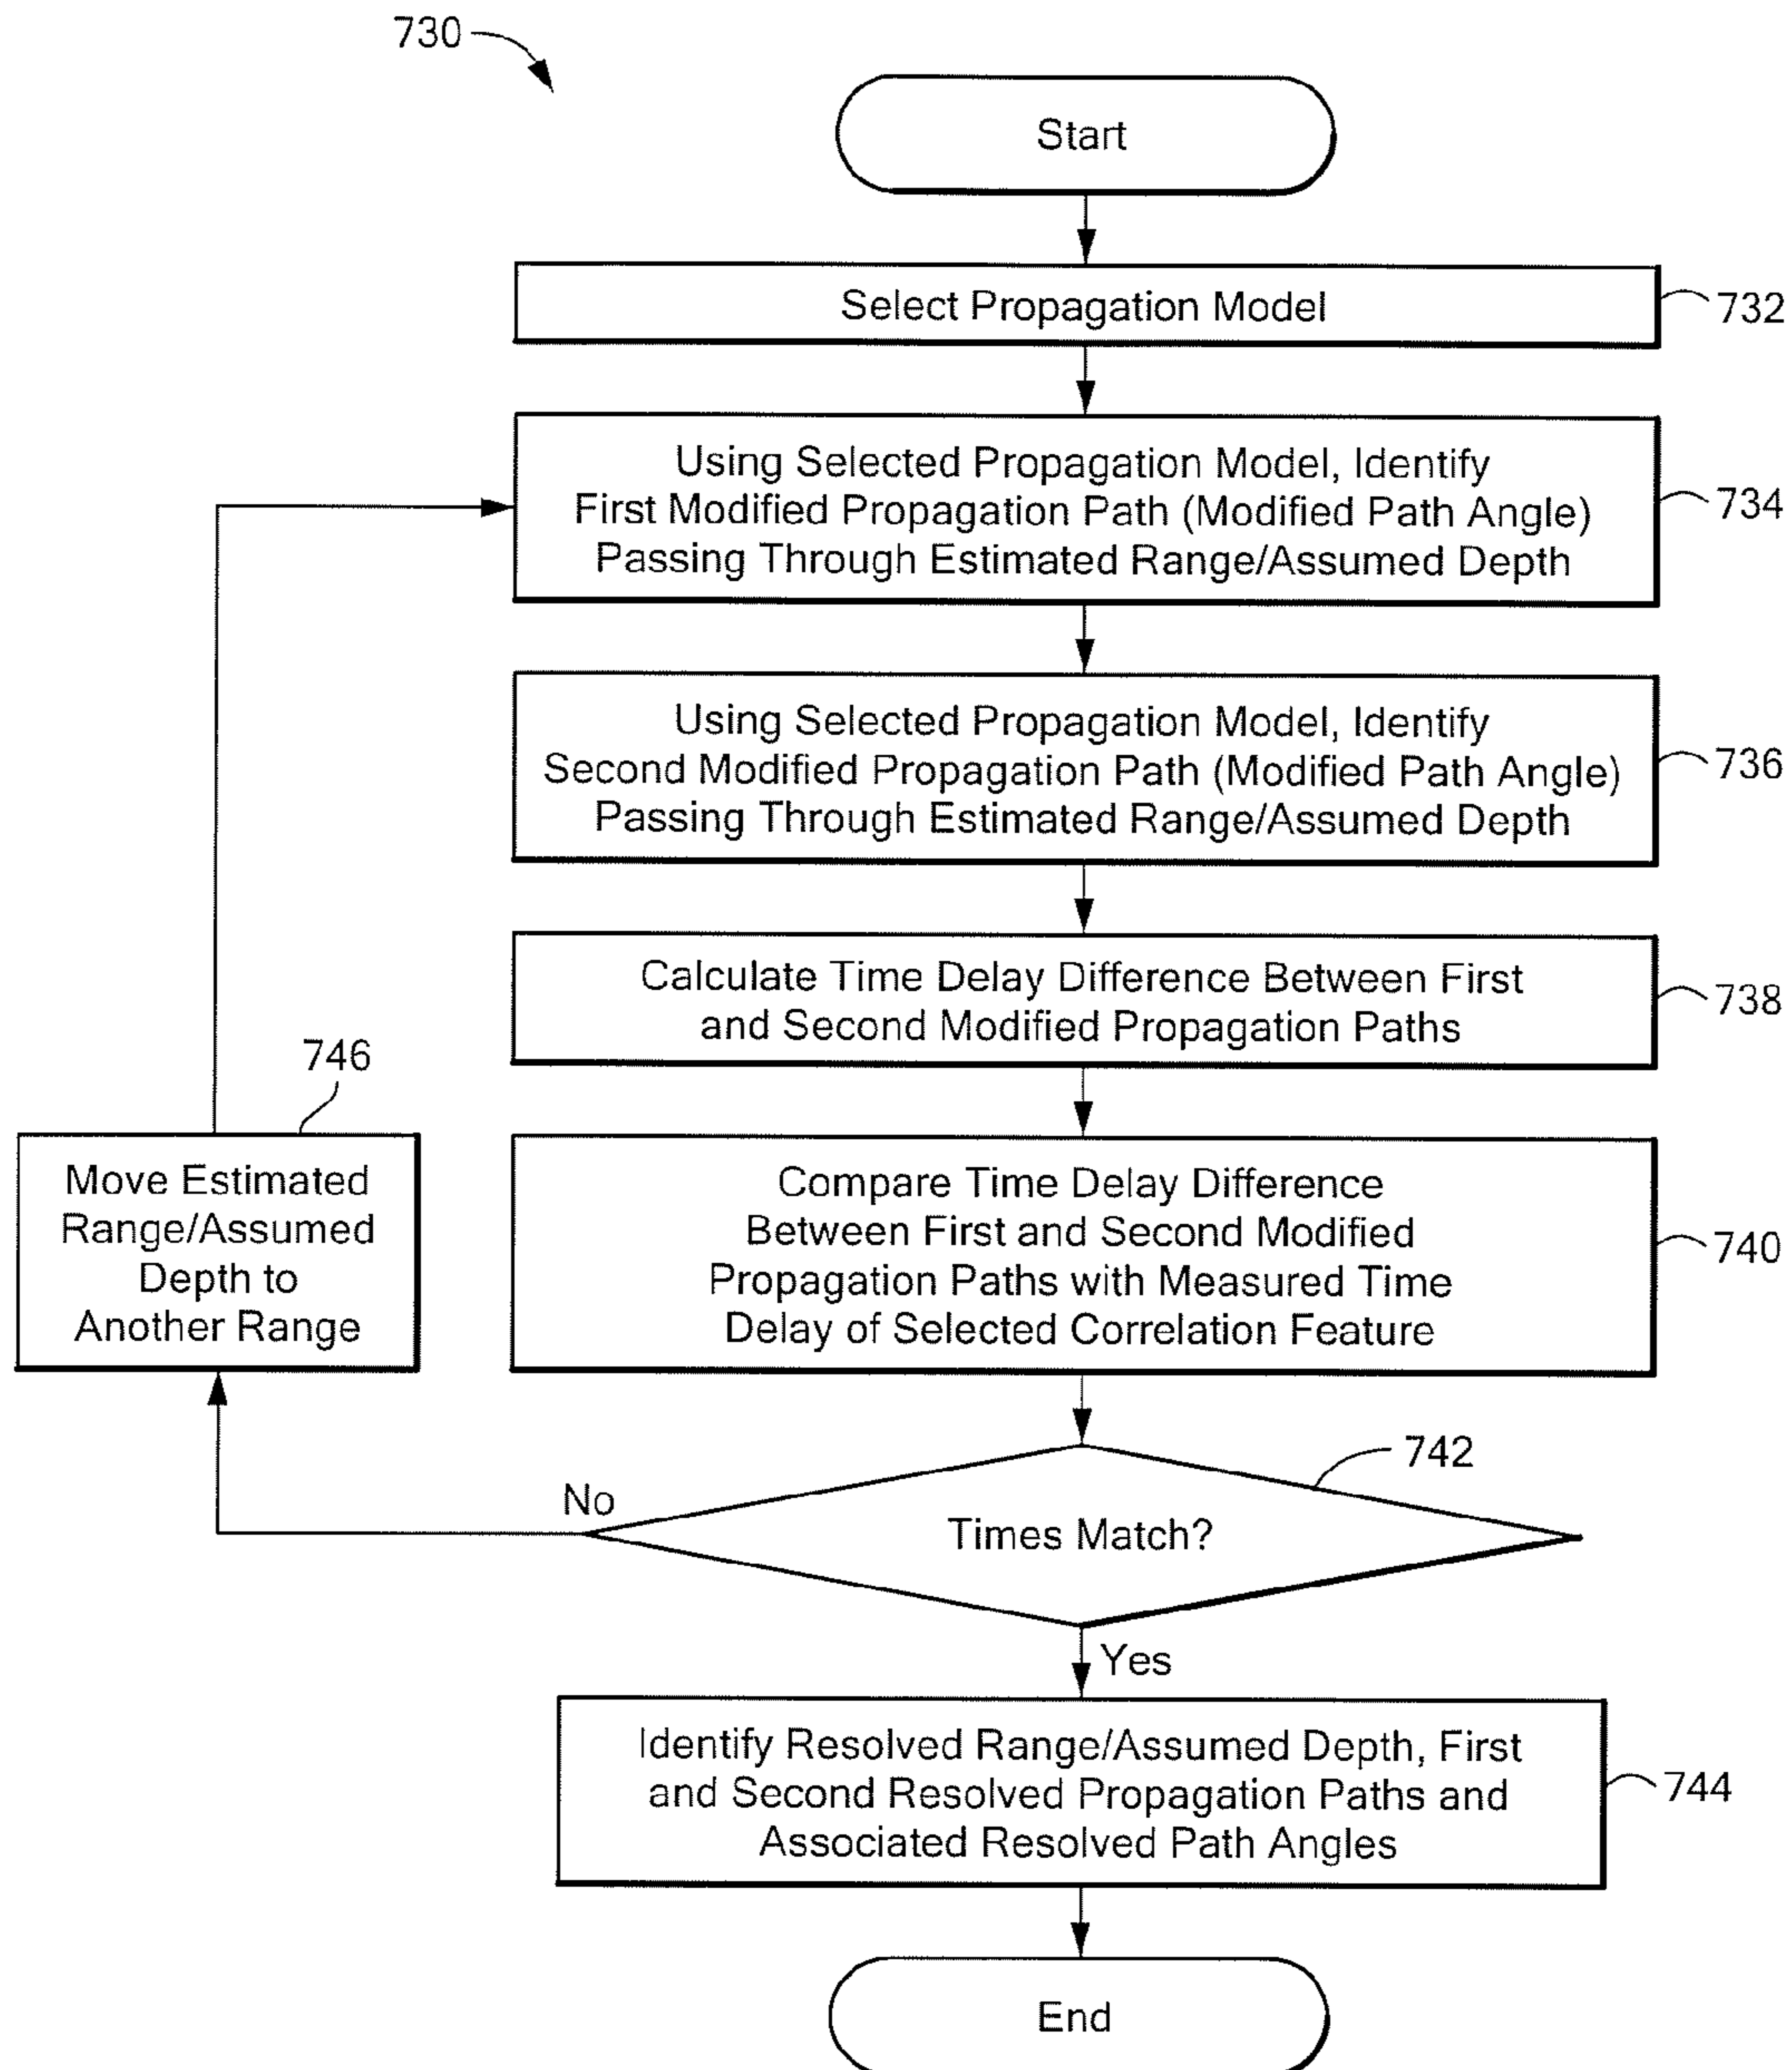 730
Start
Select Propagation Model
732
Using Selected Propagation Model, Identify
First Modified Propagation Path (Modified Path Angle)
Passing Through Estimated Range/Assumed Depth
734
Using Selected Propagation Model, Identify
Second Modified Propagation Path (Modified Path Angle)
Passing Through Estimated Range/Assumed Depth
736
Calculate Time Delay Difference Between First
and Second Modified Propagation Paths
738
746
Move Estimated
Range/Assumed
Depth to
Another Range
Compare Time Delay Difference
Between First and Second Modified
Propagation Paths with Measured Time
Delay of Selected Correlation Feature
740
742
No
Times Match?
Yes
Identify Resolved Range/Assumed Depth, First
and Second Resolved Propagation Paths and
Associated Resolved Path Angles
744
End